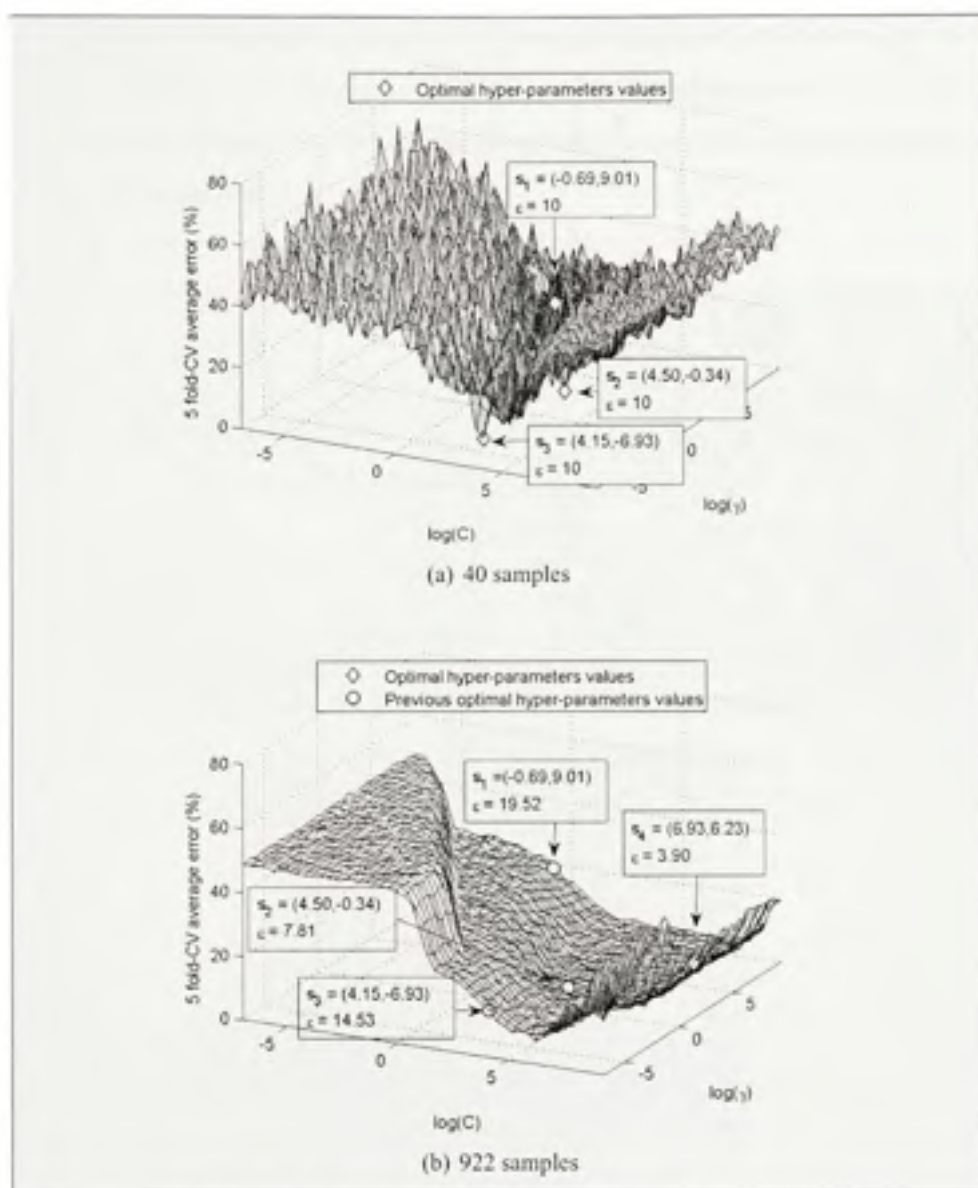 Optimal hyper-parameters values
s1 = (-0.69,9.01)
ε = 10
s2 = (4.50,-0.34)
ε = 10
s3 = (4.15,-6.93)
ε = 10
5 fold-CV average error (%)
80
60
40
20
0
-5
0
5
-5
0
5
log(C)
log(γ)
(a) 40 samples
Optimal hyper-parameters values
Previous optimal hyper-parameters values
s1 =(-0.69,9.01)
ε = 19.52
s4 = (6.93,6.23)
ε = 3.90
s2 = (4.50,-0.34)
ε = 7.81
s3 = (4.15,-6.93)
ε = 14.53
5 fold-CV average error (%)
80
60
40
20
0
-5
0
5
-5
0
5
log(C)
log(γ)
(b) 922 samples